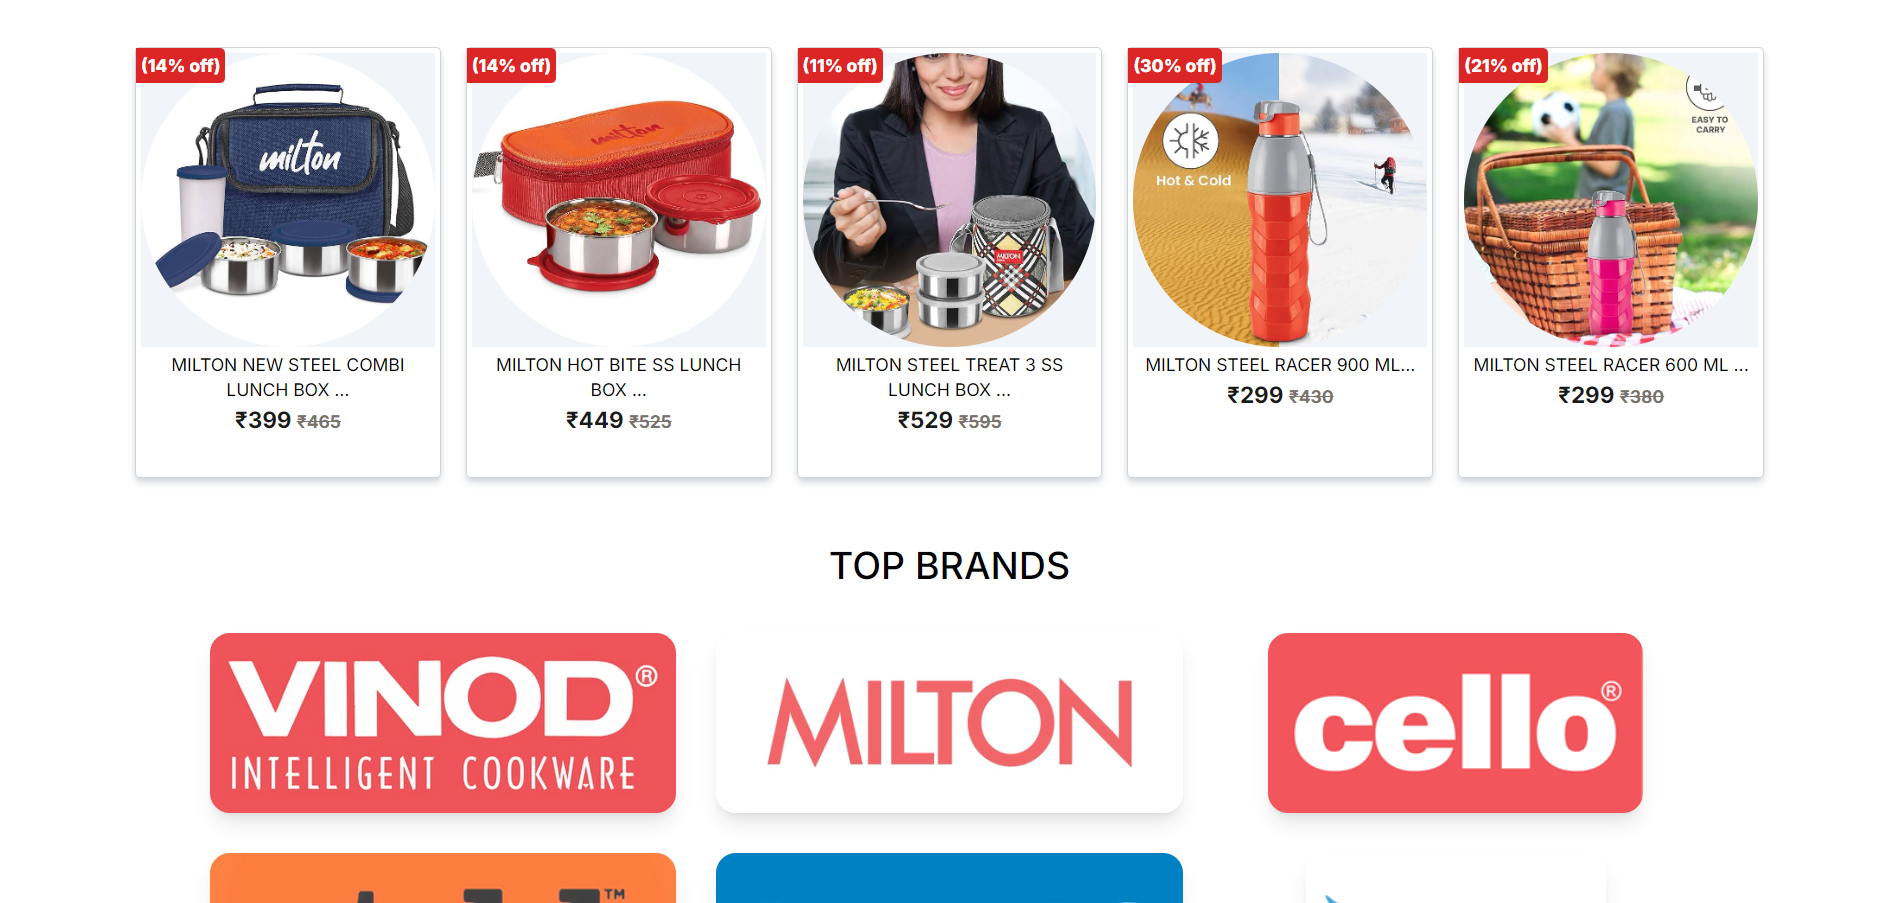 (14% off)
milton
MILTON NEW STEEL COMBI
LUNCH BOX ...
₹399 ₹465
(14% off)
milton
MILTON HOT BITE SS LUNCH
BOX ...
₹449 ₹525
(11% off)
MILTON
MILTON STEEL TREAT 3 SS
LUNCH BOX ...
₹529 ₹595
(30% off)
Hot & Cold
MILTON STEEL RACER 900 ML...
₹299 ₹430
(21% off)
EASY TO
CARRY
MILTON STEEL RACER 600 ML ...
₹299 ₹380
TOP BRANDS
VINOD®
INTELLIGENT COOKWARE
MILTON
cello®
TM